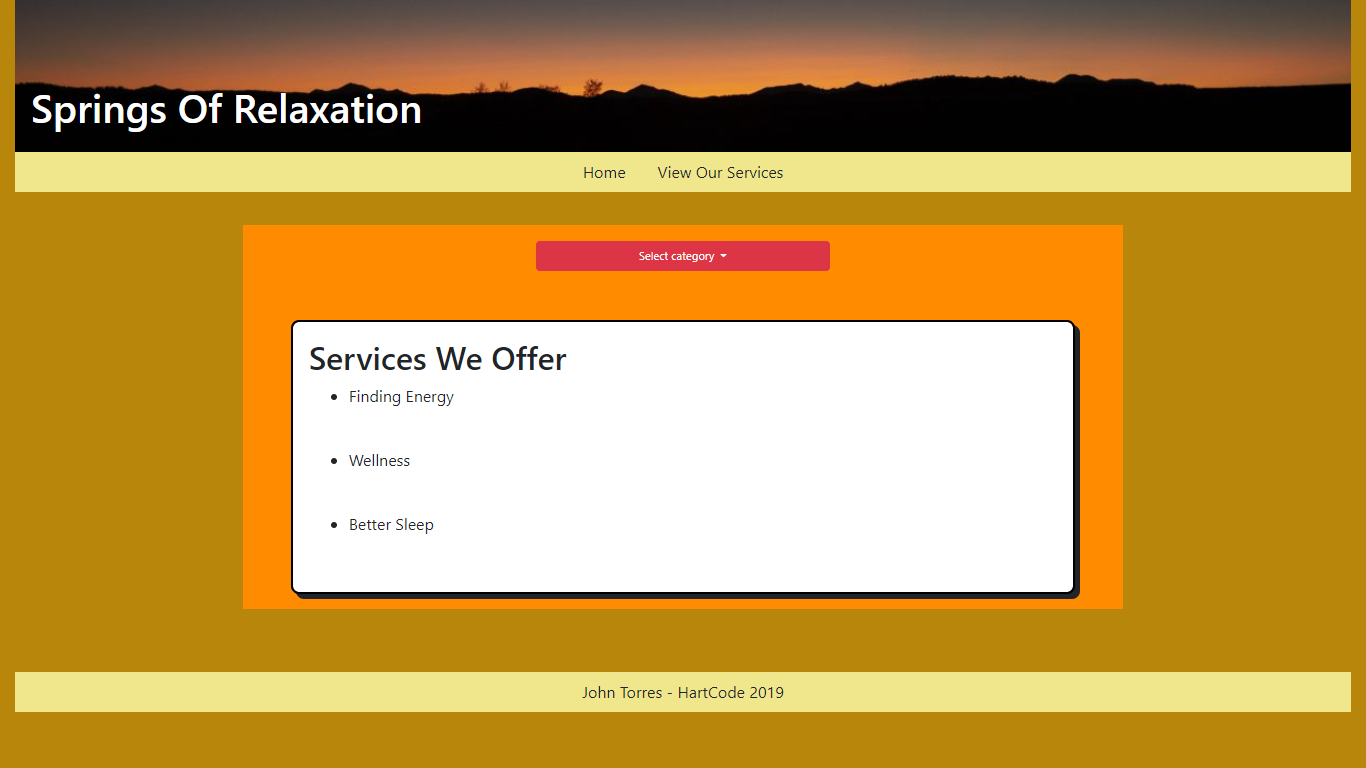 Springs Of Relaxation
Home View Our Services
Select category
Services We Offer
Finding Energy
Wellness
Better Sleep
John Torres - HartCode 2019